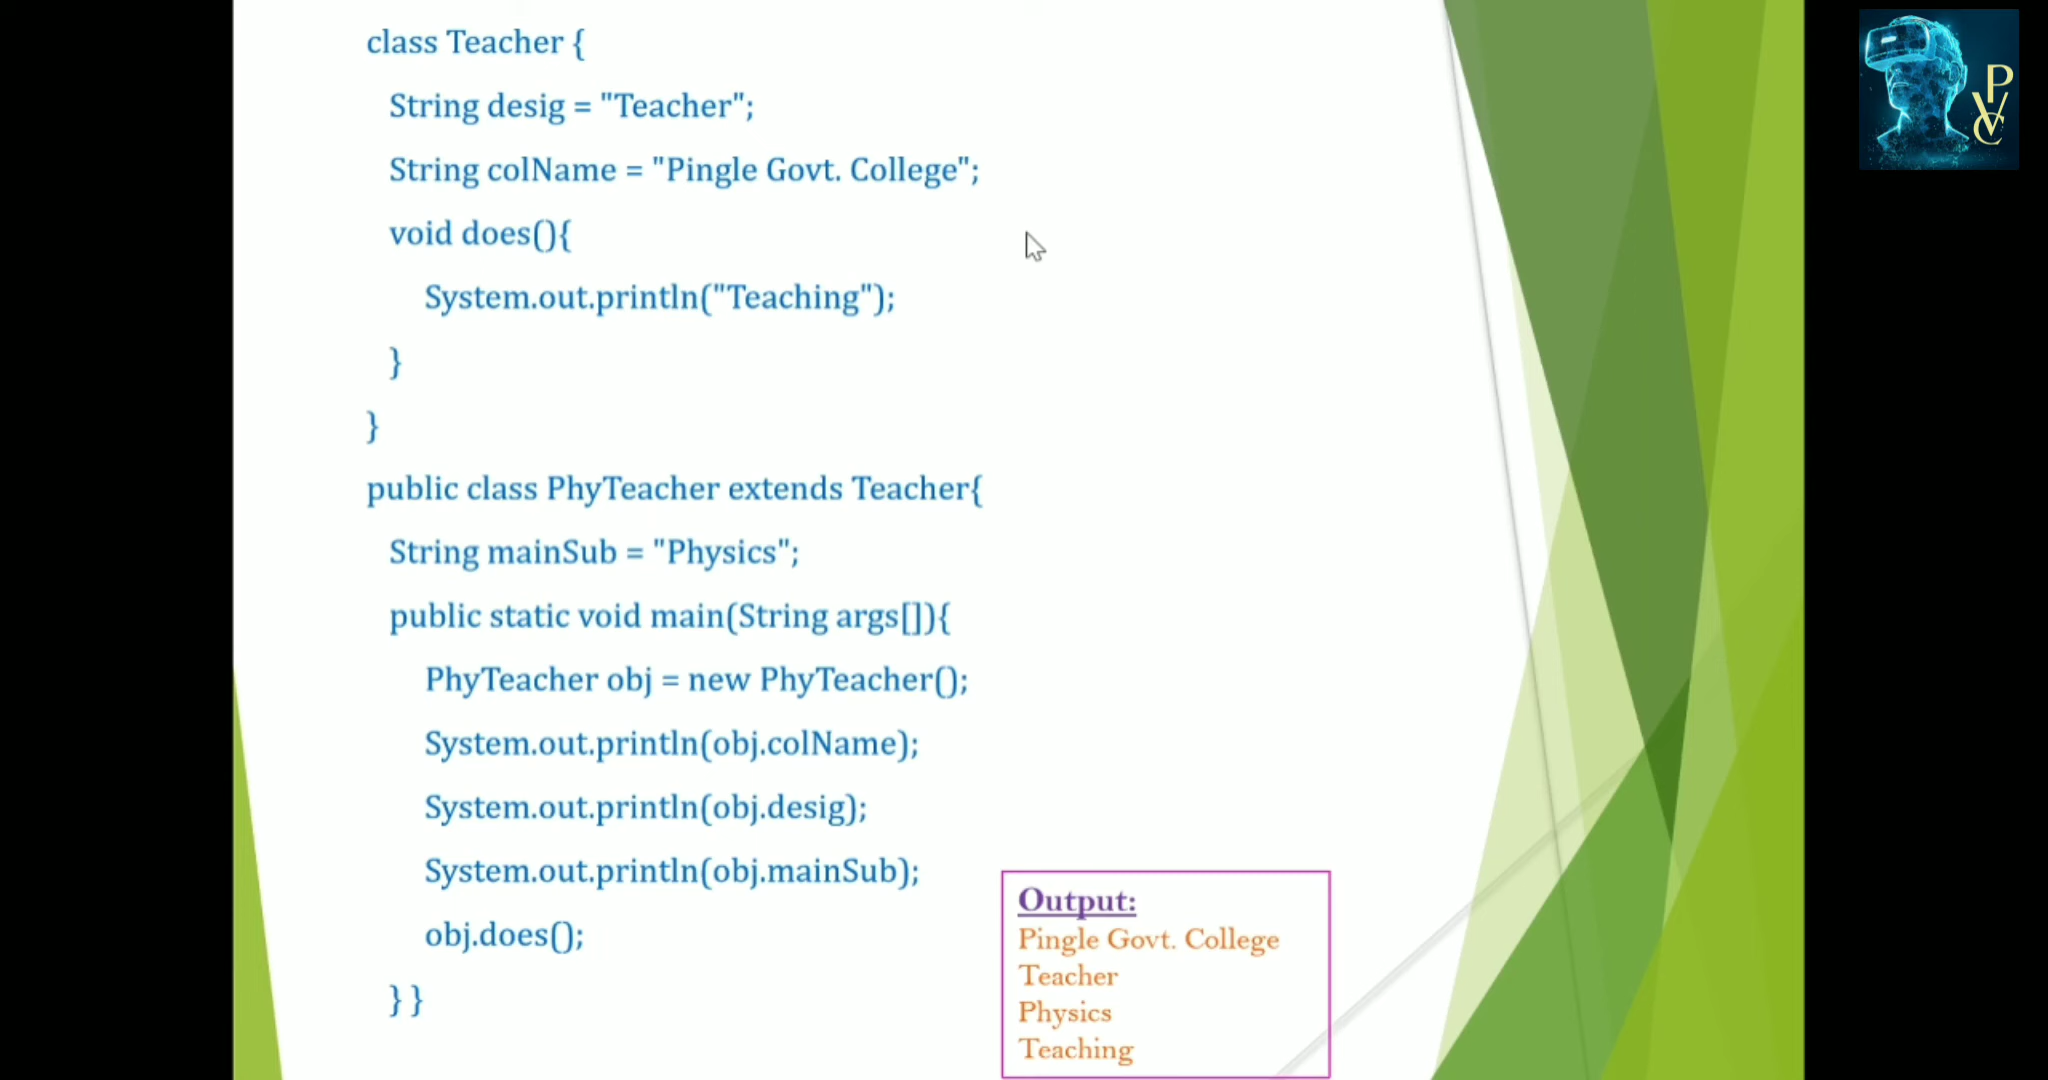 class Teacher {
String desig = "Teacher";
String colName = "Pingle Govt. College";
void does(){
System.out.println("Teaching");
}
}
public class PhyTeacher extends Teacher{
String mainSub = "Physics";
public static void main(String args[]){
PhyTeacher obj = new PhyTeacher();
System.out.println(obj.colName);
System.out.println(obj.desig);
System.out.println(obj.mainSub);
obj.does();
} }
Output:
Pingle Govt. College
Teacher
Physics
Teaching
PVC